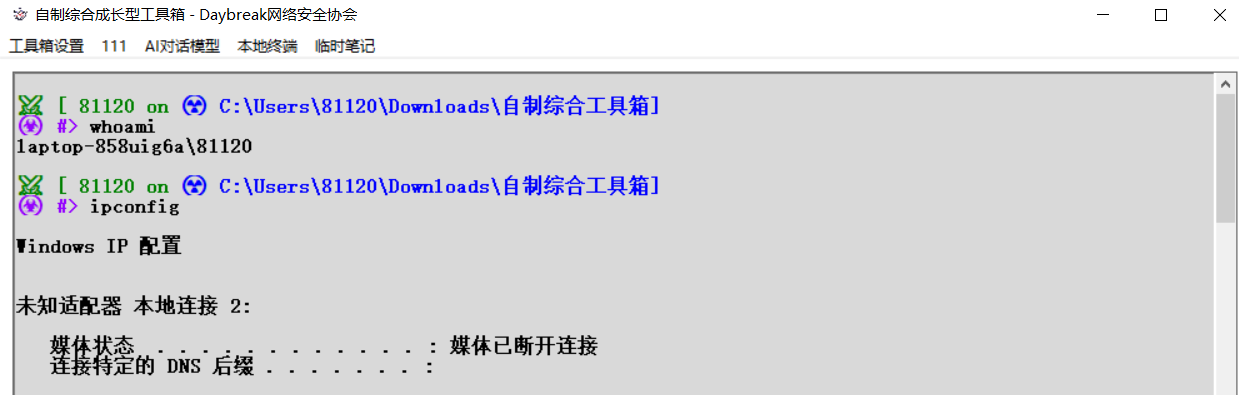 自制综合成长型工具箱 - Daybreak网络安全协会
工具箱设置 111 AI对话模型 本地终端 临时笔记
[ 81120 on C:\Users\81120\Downloads\自制综合工具箱]
#> whoami
laptop-858uig6a\81120
[ 81120 on C:\Users\81120\Downloads\自制综合工具箱]
#> ipconfig
Windows IP 配置
未知适配器 本地连接 2:
媒体状态 . . . . . . . . . . . . : 媒体已断开连接
连接特定的 DNS 后缀 . . . . . . . :